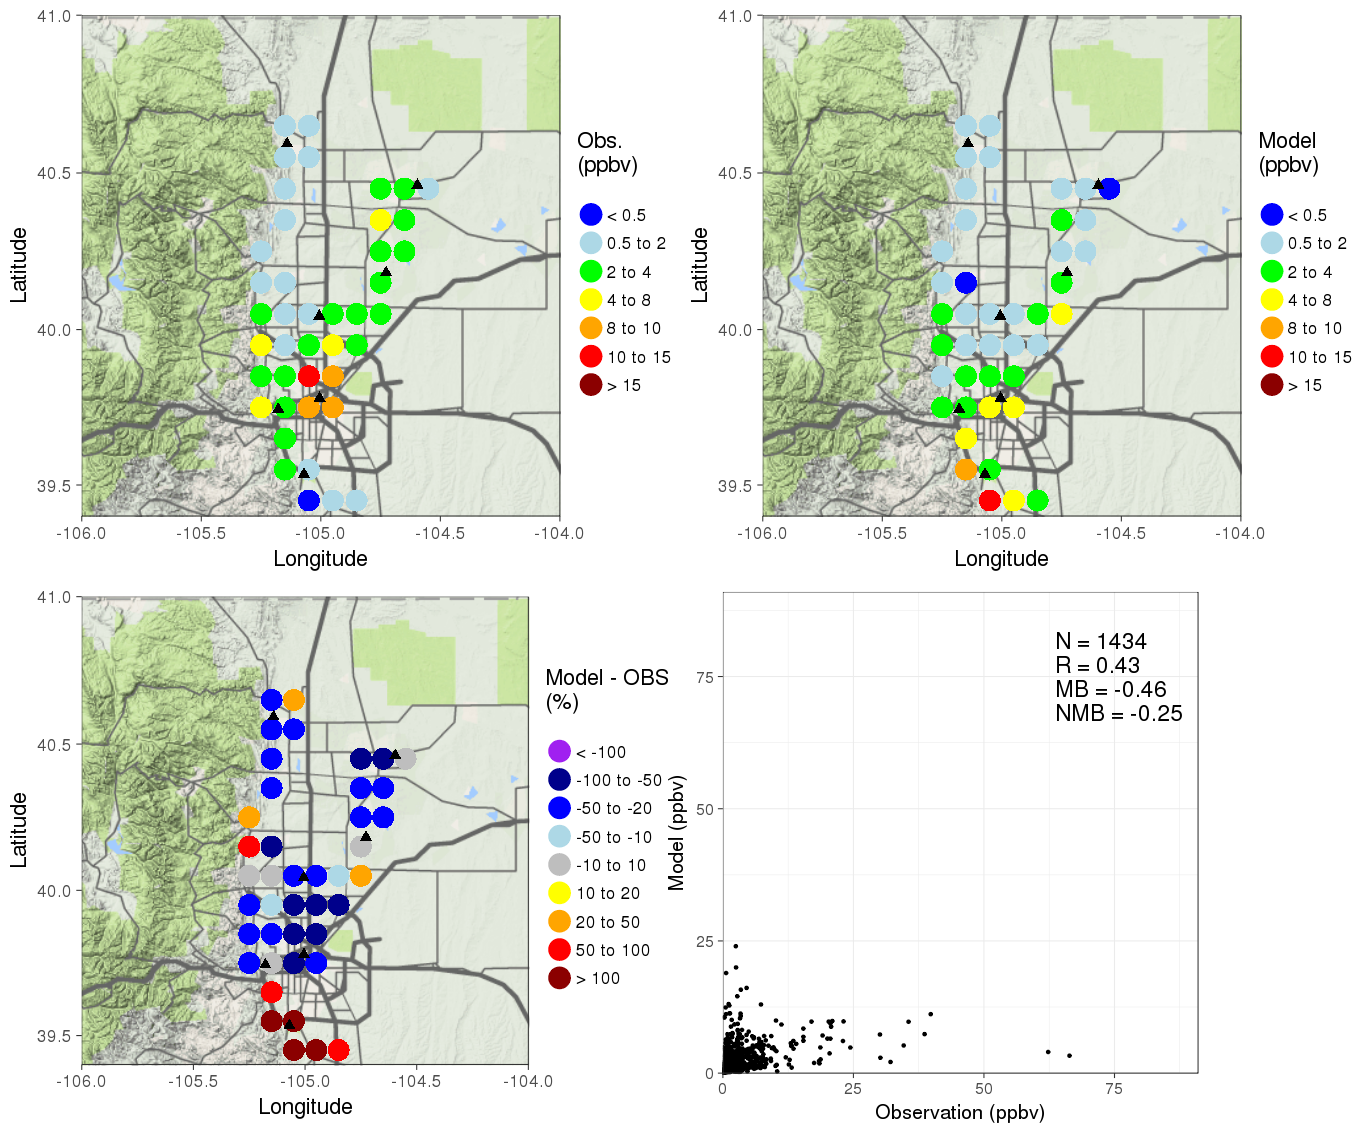 41.0
40.5
40.0
39.5
-106.0
-105.5
-105.0
-104.5
-104.0
Longitude
Latitude
Obs.
(ppbv)
< 0.5
0.5 to 2
2 to 4
4 to 8
8 to 10
10 to 15
> 15
41.0
40.5
40.0
39.5
-106.0
-105.5
-105.0
-104.5
-104.0
Longitude
Latitude
Model
(ppbv)
< 0.5
0.5 to 2
2 to 4
4 to 8
8 to 10
10 to 15
> 15
41.0
40.5
40.0
39.5
-106.0
-105.5
-105.0
-104.5
-104.0
Longitude
Latitude
Model - OBS
(%)
< -100
-100 to -50
-50 to -20
-50 to -10
-10 to 10
10 to 20
20 to 50
50 to 100
> 100
N = 1434
R = 0.43
MB = -0.46
NMB = -0.25
75
50
25
0
0
25
50
75
Observation (ppbv)
Model (ppbv)